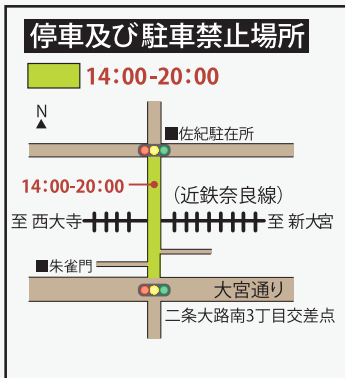 停車及び駐車禁止場所
14:00-20:00
N
■佐紀駐在所
14:00-20:00
(近鉄奈良線)
至 西大寺
至 新大宮
■朱雀門
大宮通り
二条大路南3丁目交差点